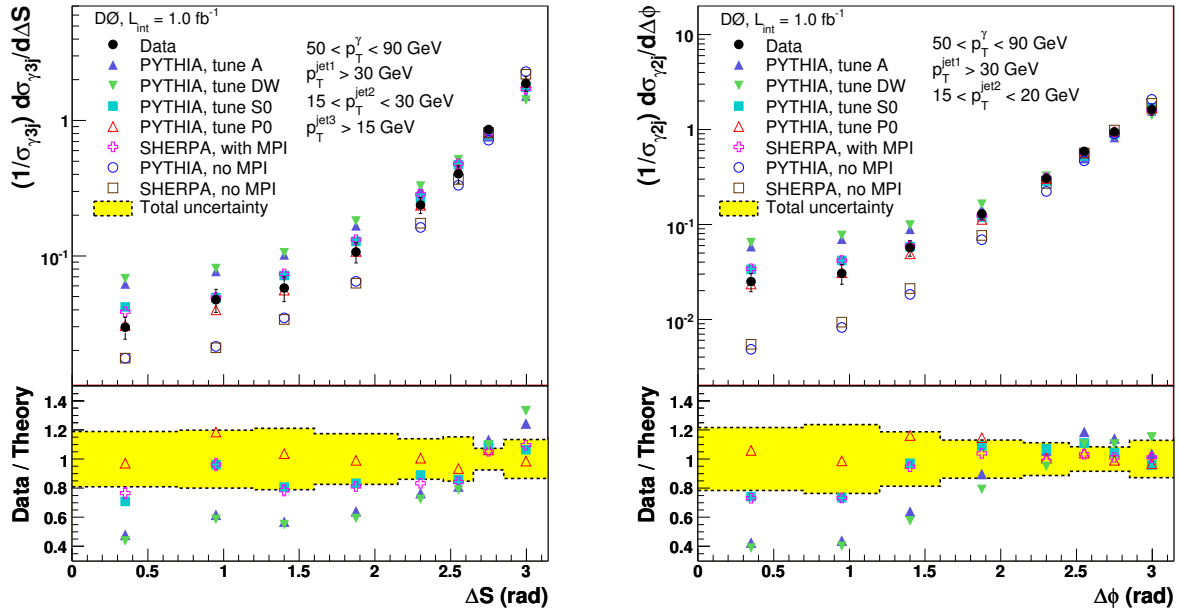 DØ, L_int = 1.0 fb⁻¹
Data
PYTHIA, tune A
PYTHIA, tune DW
PYTHIA, tune S0
PYTHIA, tune P0
SHERPA, with MPI
PYTHIA, no MPI
SHERPA, no MPI
Total uncertainty
50 < p_T^γ < 90 GeV
p_T^jet1 > 30 GeV
15 < p_T^jet2 < 30 GeV
p_T^jet3 > 15 GeV
(1/σ_γ3j) dσ_γ3j/dΔS
1
10⁻¹
Data / Theory
1.4
1.2
1
0.8
0.6
0.4
0 0.5 1 1.5 2 2.5 3
ΔS (rad)
DØ, L_int = 1.0 fb⁻¹
Data
PYTHIA, tune A
PYTHIA, tune DW
PYTHIA, tune S0
PYTHIA, tune P0
SHERPA, with MPI
PYTHIA, no MPI
SHERPA, no MPI
Total uncertainty
50 < p_T^γ < 90 GeV
p_T^jet1 > 30 GeV
15 < p_T^jet2 < 20 GeV
(1/σ_γ2j) dσ_γ2j/dΔϕ
10
1
10⁻¹
10⁻²
Data / Theory
1.4
1.2
1
0.8
0.6
0.4
0 0.5 1 1.5 2 2.5 3
Δϕ (rad)